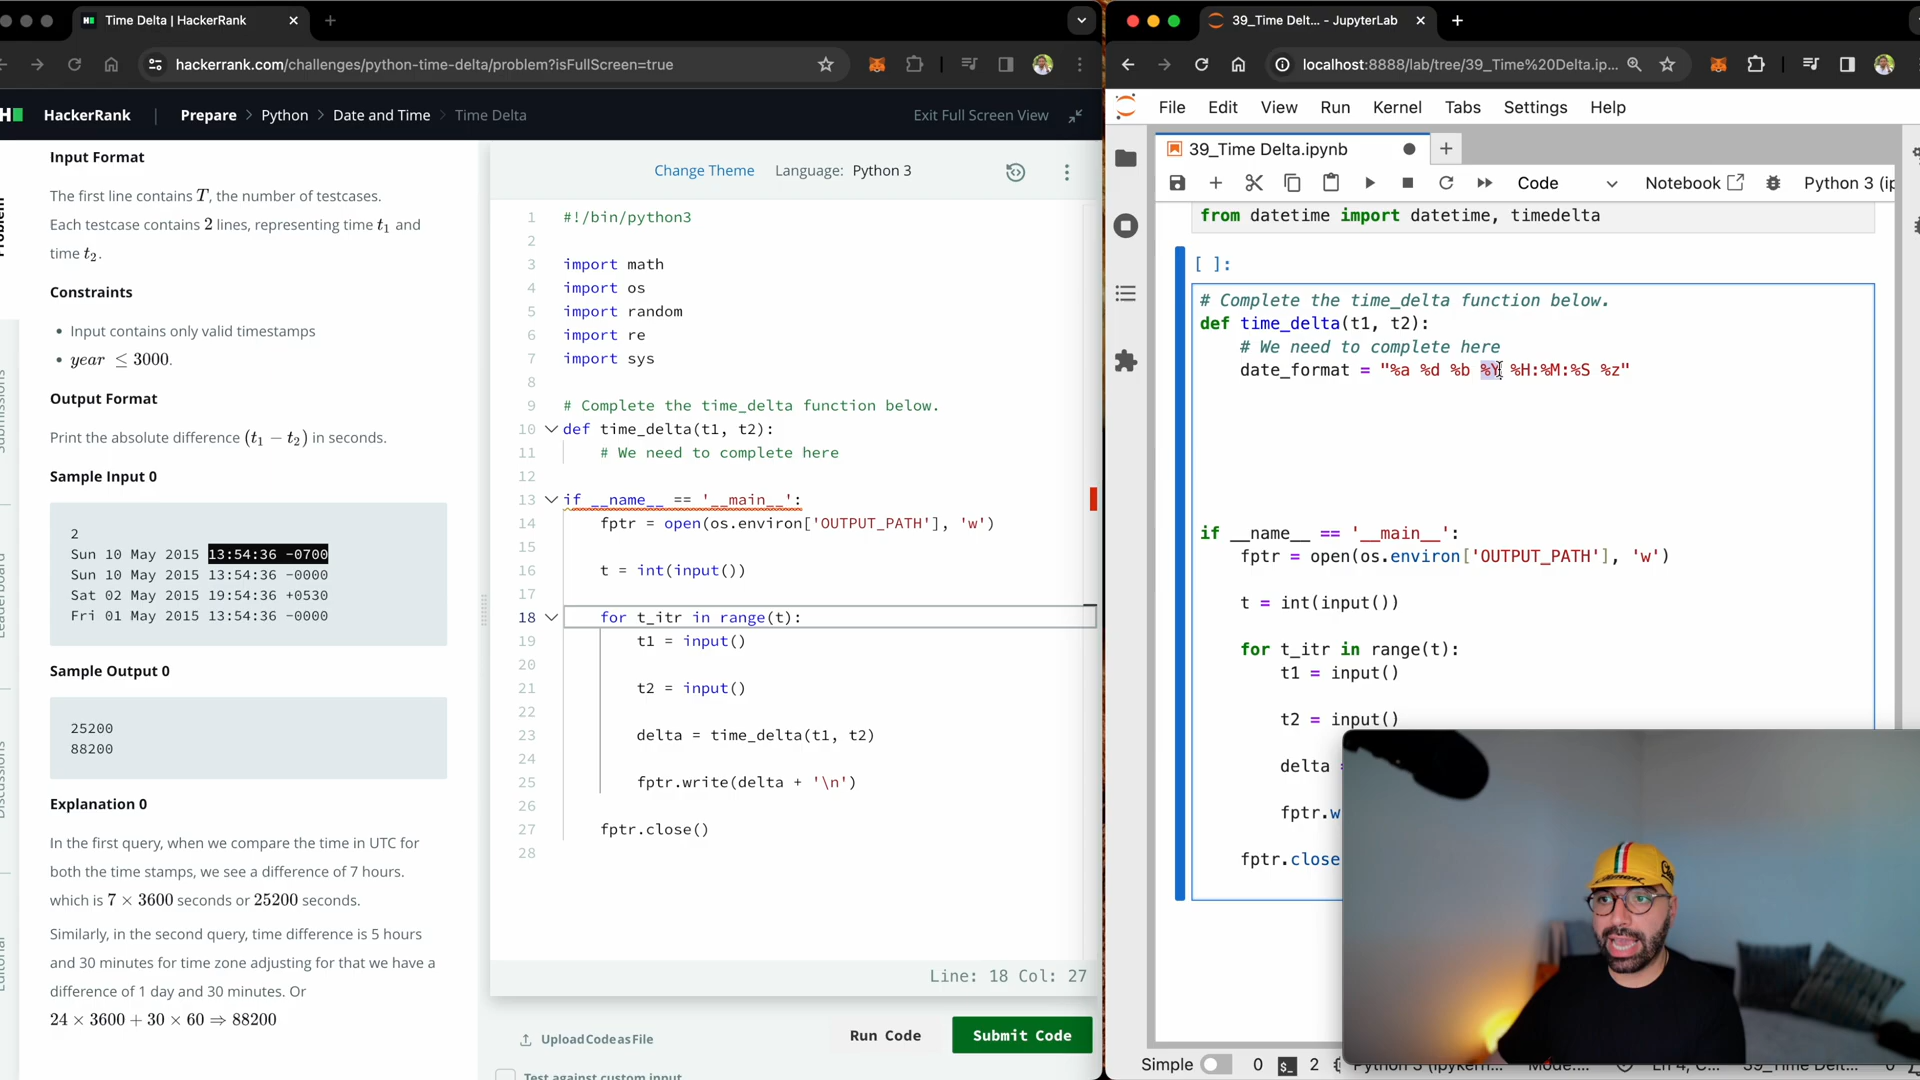 Time Delta | HackerRank
hackerrank.com/challenges/python-time-delta/problem?isFullScreen=true
HackerRank
Prepare > Python > Date and Time > Time Delta
Exit Full Screen View
Problem
Submissions
Leaderboard
Discussions
Editorial
Input Format
The first line contains T, the number of testcases.
Each testcase contains 2 lines, representing time t1 and
time t2.
Constraints
• Input contains only valid timestamps
• year ≤ 3000.
Output Format
Print the absolute difference (t1 − t2) in seconds.
Sample Input 0
2
Sun 10 May 2015 13:54:36 -0700
Sun 10 May 2015 13:54:36 -0000
Sat 02 May 2015 19:54:36 +0530
Fri 01 May 2015 13:54:36 -0000
Sample Output 0
25200
88200
Explanation 0
In the first query, when we compare the time in UTC for
both the time stamps, we see a difference of 7 hours.
which is 7 × 3600 seconds or 25200 seconds.
Similarly, in the second query, time difference is 5 hours
and 30 minutes for time zone adjusting for that we have a
difference of 1 day and 30 minutes. Or
24 × 3600 + 30 × 60 ⇒ 88200
Change Theme Language: Python 3
1 #!/bin/python3
2
3 import math
4 import os
5 import random
6 import re
7 import sys
8
9 # Complete the time_delta function below.
10 def time_delta(t1, t2):
11 # We need to complete here
12
13 if __name__ == '__main__':
14 fptr = open(os.environ['OUTPUT_PATH'], 'w')
15
16 t = int(input())
17
18 for t_itr in range(t):
19 t1 = input()
20
21 t2 = input()
22
23 delta = time_delta(t1, t2)
24
25 fptr.write(delta + '\n')
26
27 fptr.close()
28
Line: 18 Col: 27
Upload Code as File
Run Code
Submit Code
Test against custom input
39_Time Delt... - JupyterLab
localhost:8888/lab/tree/39_Time%20Delta.ip...
File Edit View Run Kernel Tabs Settings Help
39_Time Delta.ipynb
Code
Notebook
Python 3 (ip
from datetime import datetime, timedelta
[ ]:
# Complete the time_delta function below.
def time_delta(t1, t2):
# We need to complete here
date_format = "%a %d %b %Y %H:%M:%S %z"
if __name__ == '__main__':
fptr = open(os.environ['OUTPUT_PATH'], 'w')
t = int(input())
for t_itr in range(t):
t1 = input()
t2 = input()
delta =
fptr.w
fptr.close
Simple 0 2